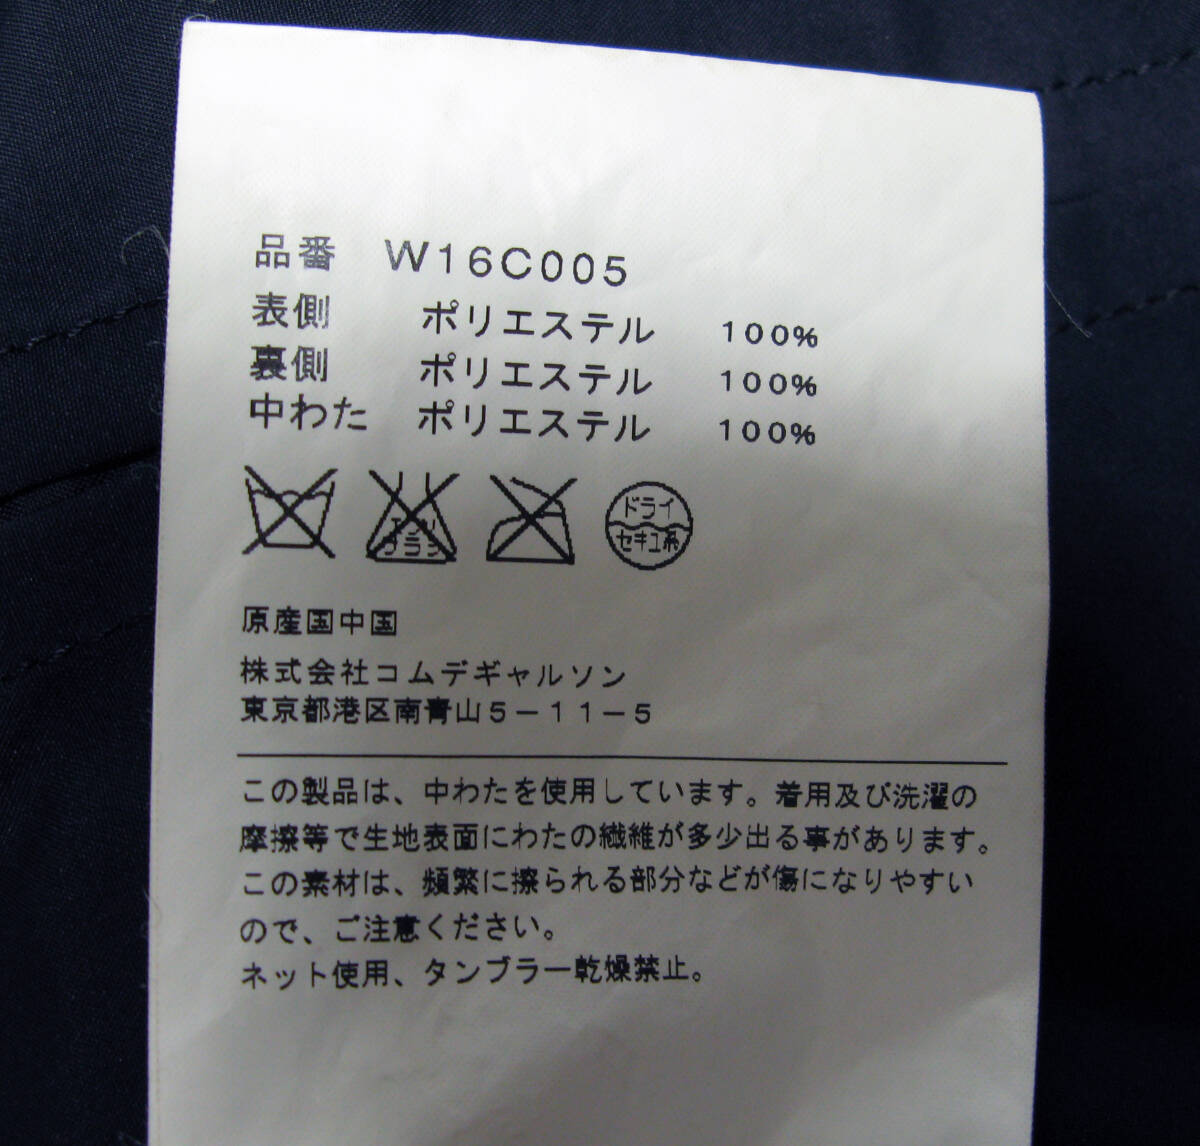 品番 W16C005
表側 ポリエステル 100%
裏側 ポリエステル 100%
中わた ポリエステル 100%
エンソ
フラシ
ドライ
セキユ系
原産国中国
株式会社コムデギャルソン
東京都港区南青山5-11-5
この製品は、中わたを使用しています。着用及び洗濯の
摩擦等で生地表面にわたの繊維が多少出る事があります。
この素材は、頻繁に擦られる部分などが傷になりやすい
ので、ご注意ください。
ネット使用、タンブラー乾燥禁止。